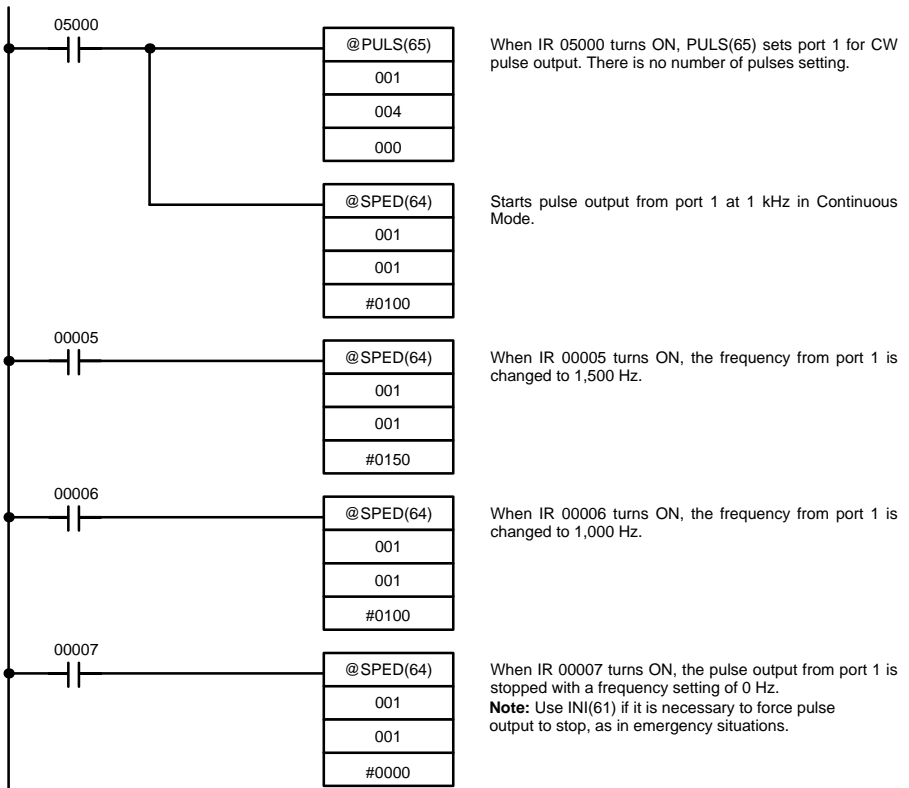 05000
@PULS(65)
001
004
000
When IR 05000 turns ON, PULS(65) sets port 1 for CW
pulse output. There is no number of pulses setting.
@SPED(64)
001
001
#0100
Starts pulse output from port 1 at 1 kHz in Continuous
Mode.
00005
@SPED(64)
001
001
#0150
When IR 00005 turns ON, the frequency from port 1 is
changed to 1,500 Hz.
00006
@SPED(64)
001
001
#0100
When IR 00006 turns ON, the frequency from port 1 is
changed to 1,000 Hz.
00007
@SPED(64)
001
001
#0000
When IR 00007 turns ON, the pulse output from port 1 is
stopped with a frequency setting of 0 Hz.
Note: Use INI(61) if it is necessary to force pulse
output to stop, as in emergency situations.